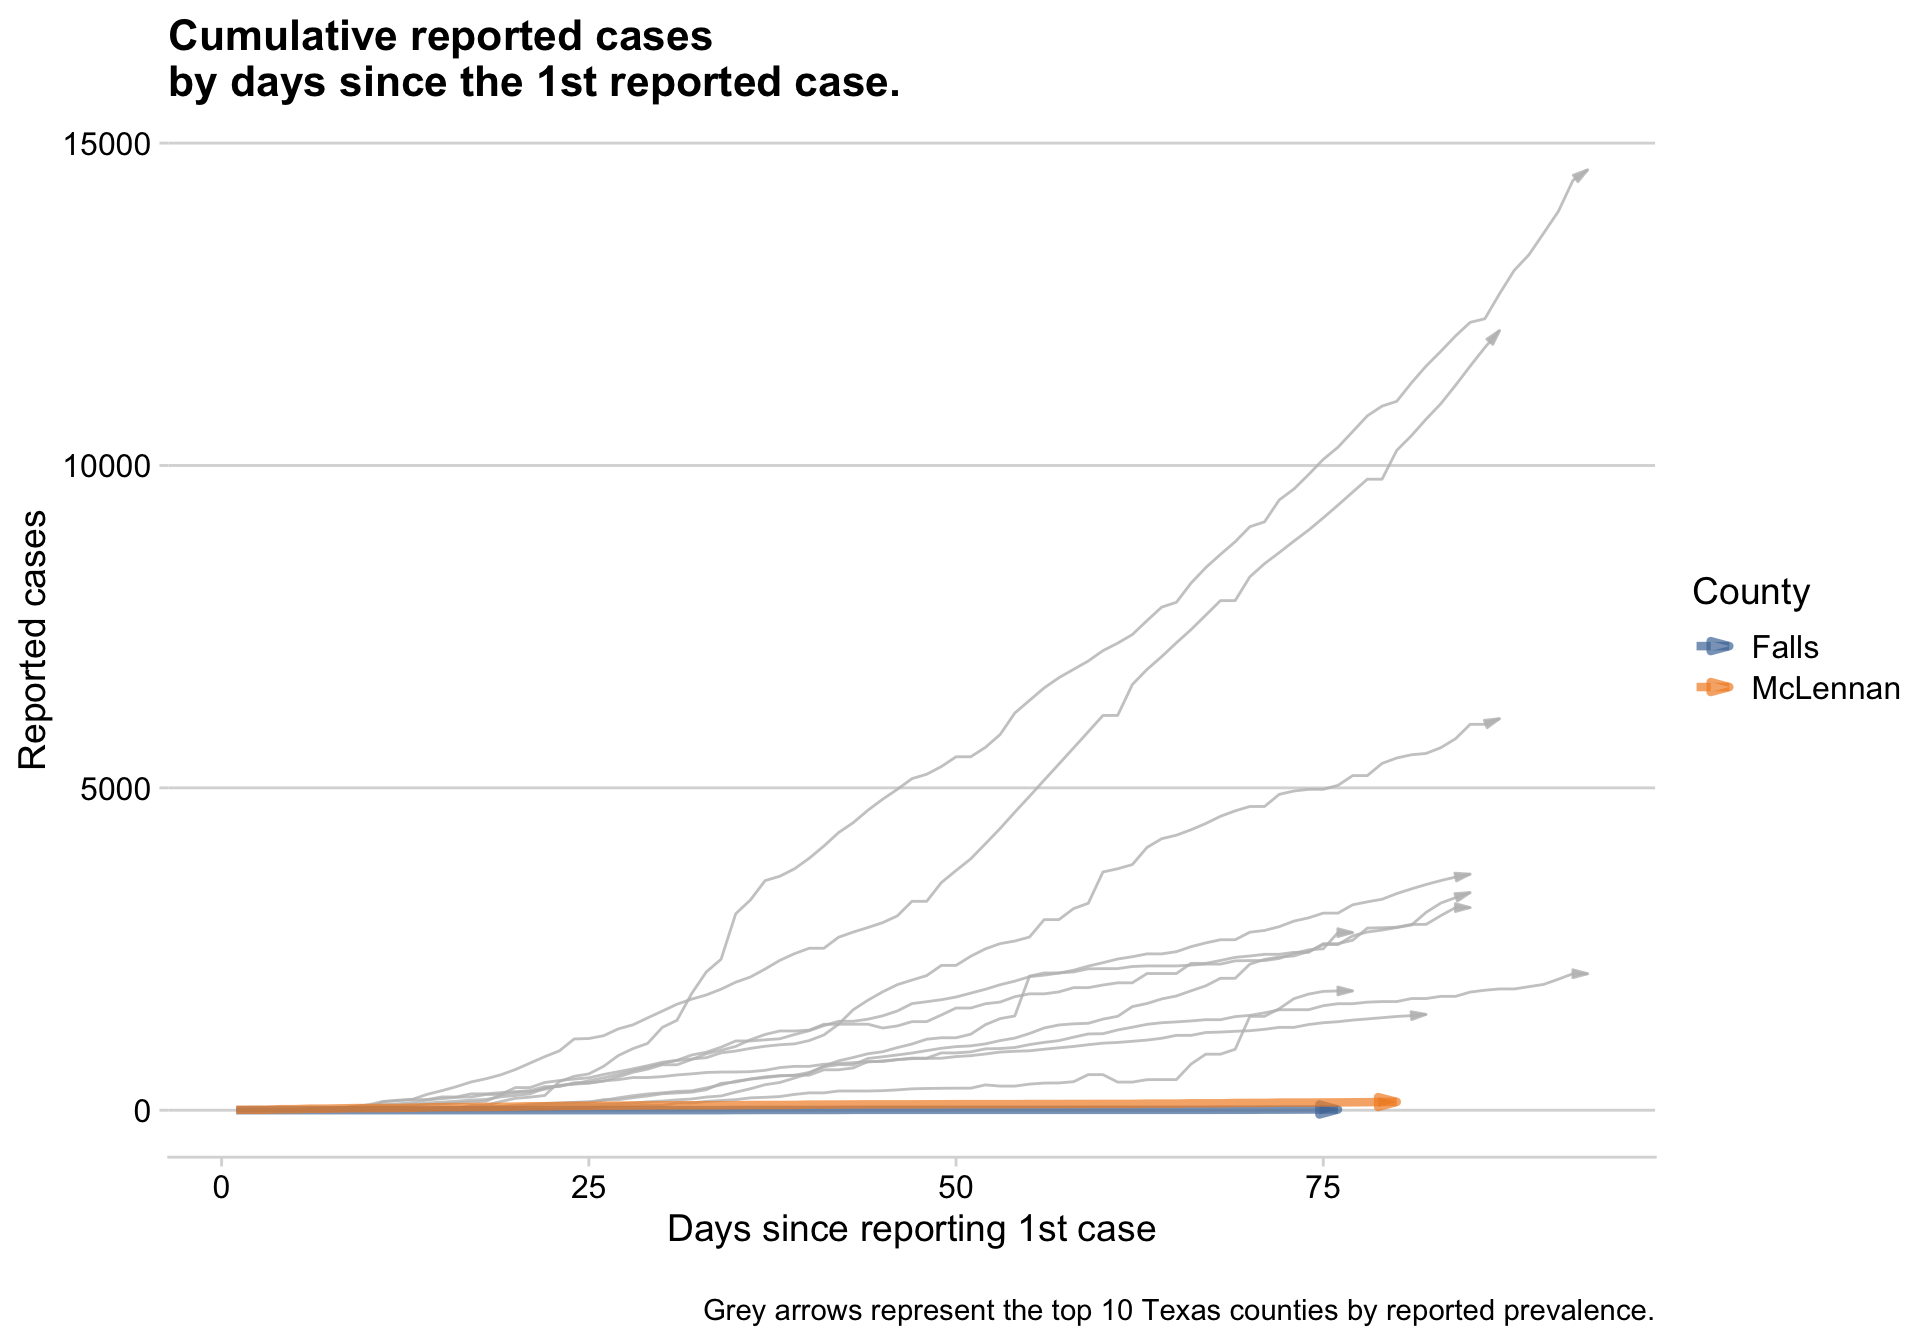 Cumulative reported cases
by days since the 1st reported case.
15000
10000
5000
0
Reported cases
0 25 50 75
Days since reporting 1st case
County
Falls
McLennan
Grey arrows represent the top 10 Texas counties by reported prevalence.